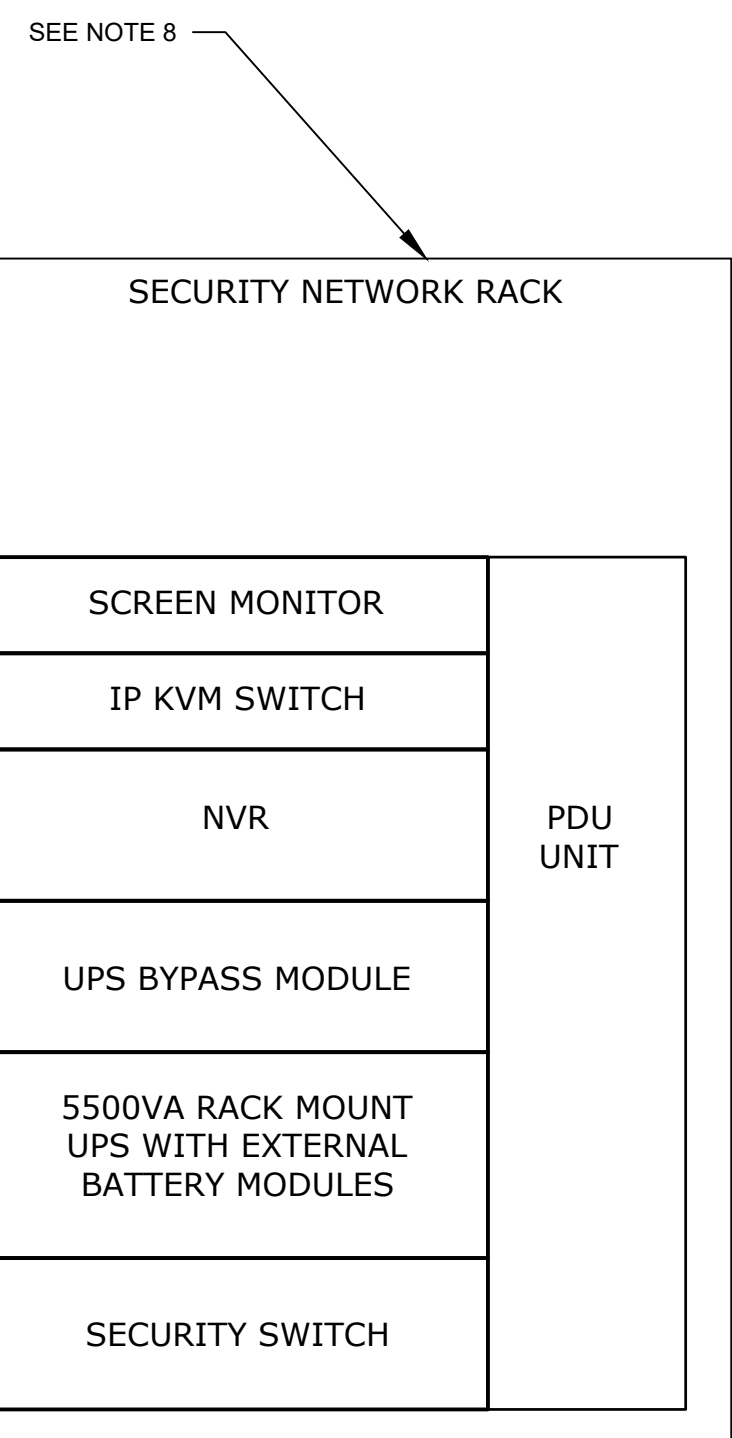 SEE NOTE 8
SECURITY NETWORK RACK
SCREEN MONITOR
IP KVM SWITCH
NVR
PDU
UNIT
UPS BYPASS MODULE
5500VA RACK MOUNT
UPS WITH EXTERNAL
BATTERY MODULES
SECURITY SWITCH